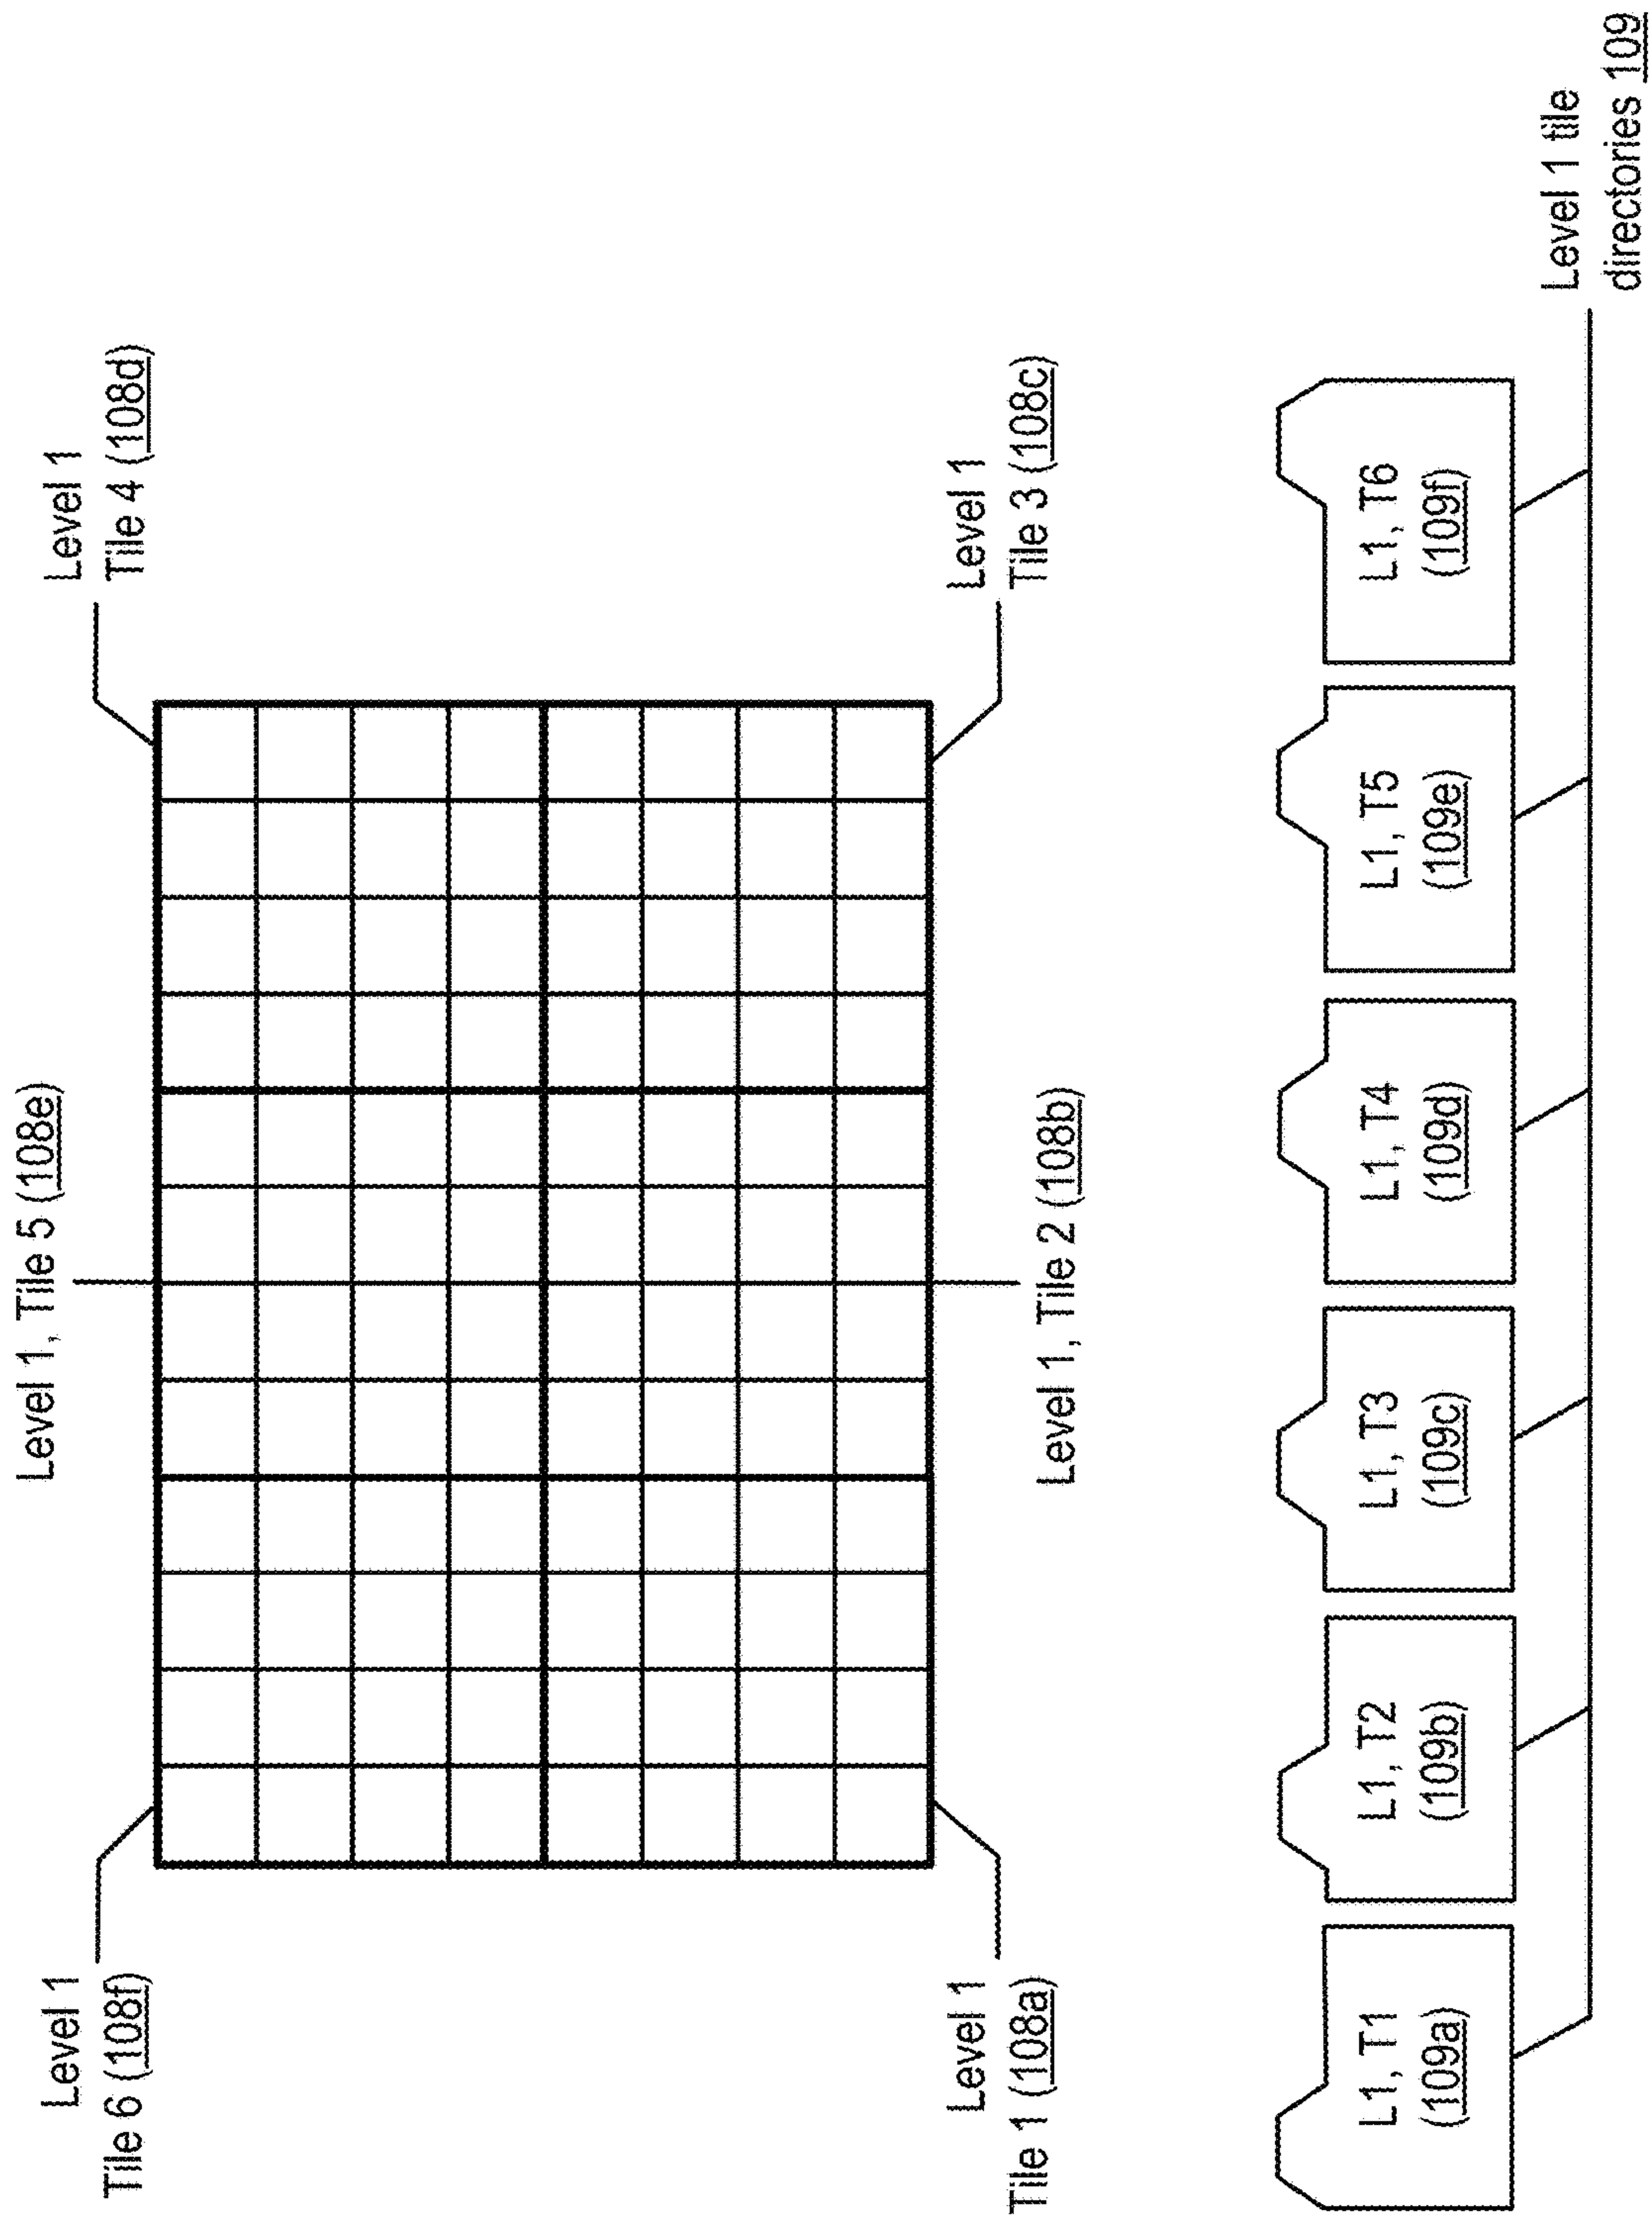 Level 1
Tile 6 (108f)
Level 1, Tile 5 (108e)
Level 1
Tile 4 (108d)
Level 1
Tile 1 (108a)
Level 1, Tile 2 (108b)
Level 1
Tile 3 (108c)
L1, T1
(109a)
L1, T2
(109b)
L1, T3
(109c)
L1, T4
(109d)
L1, T5
(109e)
L1, T6
(109f)
Level 1 tile
directories 109